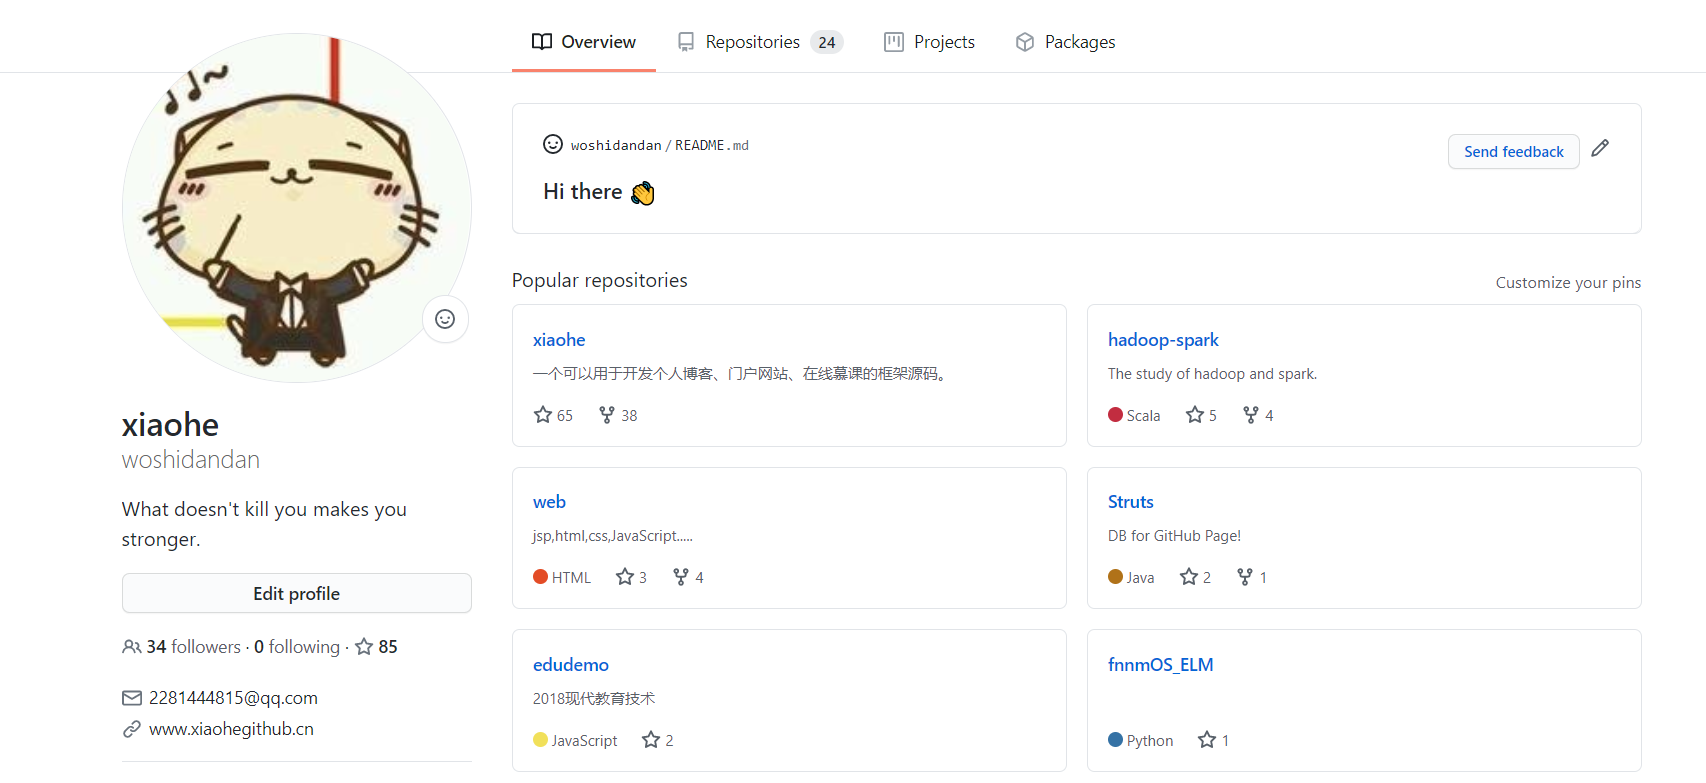 Overview Repositories 24 Projects Packages
woshidandan/README.md
Send feedback
Hi there 👋
Popular repositories
Customize your pins
xiaohe
一个可以用于开发个人博客、门户网站、在线慕课的框架源码。
65 38
hadoop-spark
The study of hadoop and spark.
Scala 5 4
web
jsp,html,css,JavaScript.....
HTML 3 4
Struts
DB for GitHub Page!
Java 2 1
edudemo
2018现代教育技术
JavaScript 2
fnnmOS_ELM
Python 1
xiaohe
woshidandan
What doesn't kill you makes you
stronger.
Edit profile
34 followers · 0 following · 85
2281444815@qq.com
www.xiaohegithub.cn